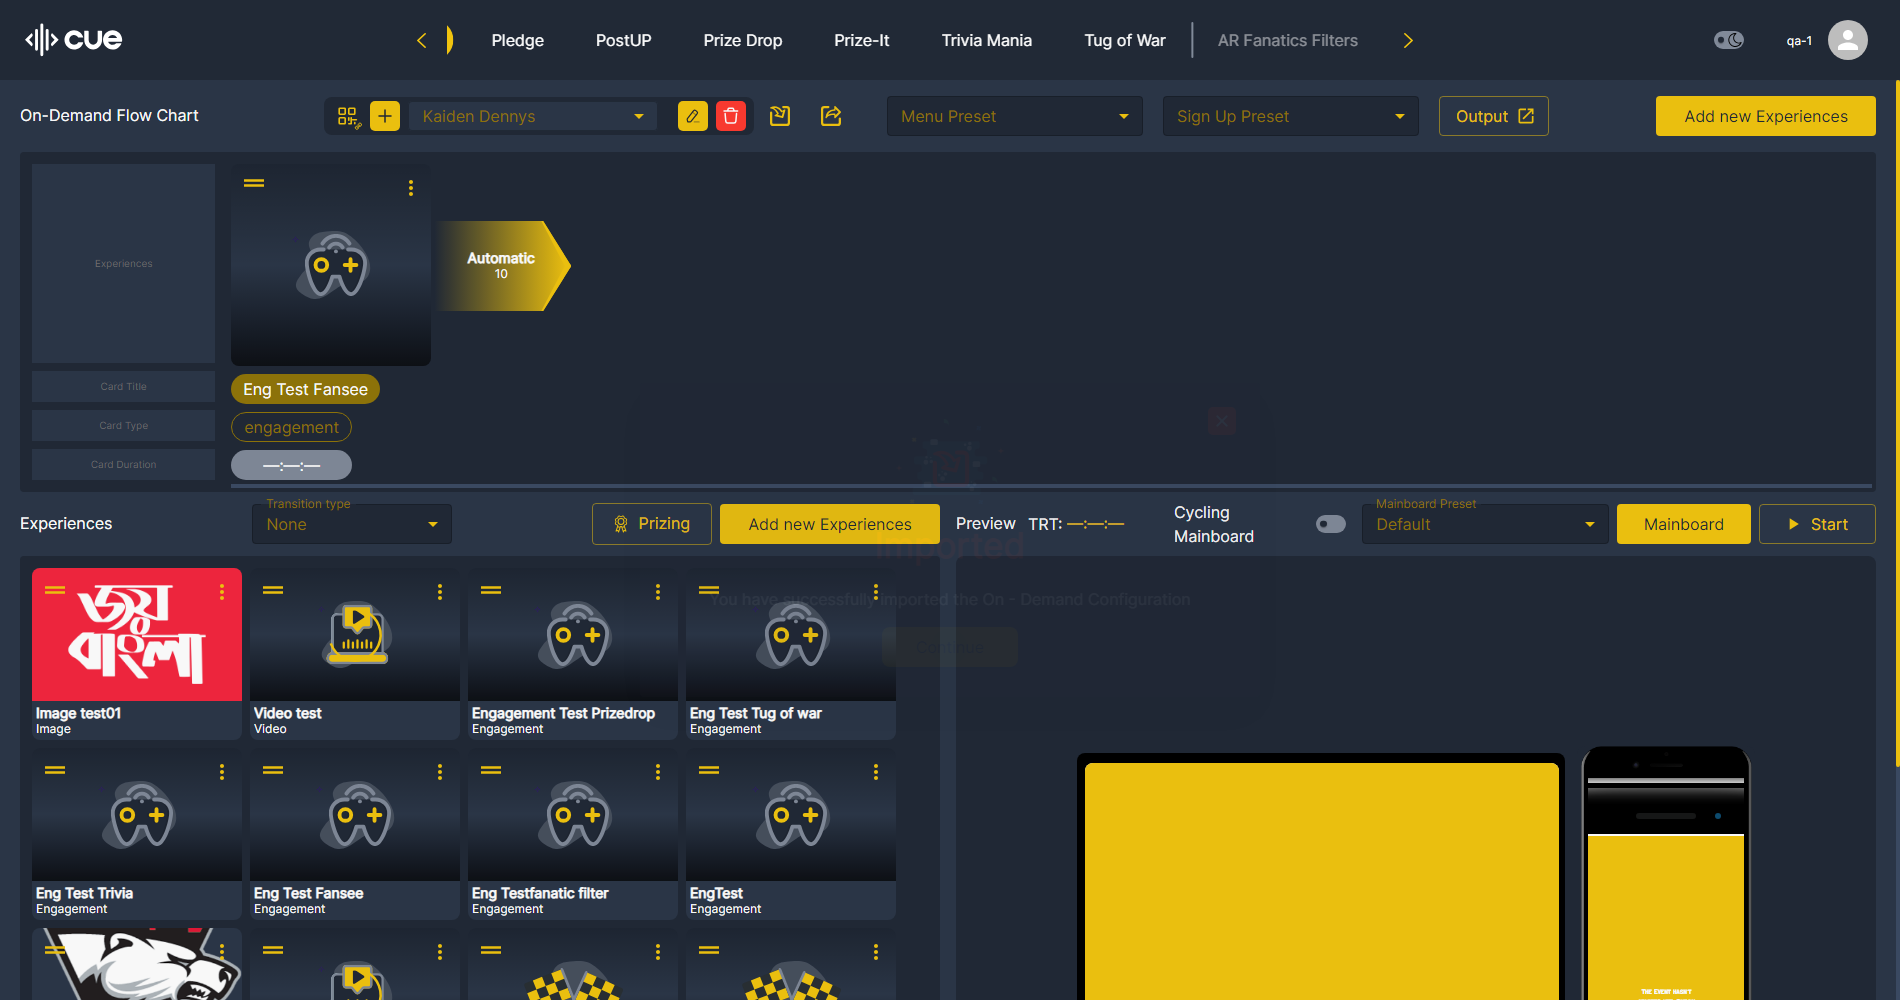 cue
Pledge
PostUP
Prize Drop
Prize-It
Trivia Mania
Tug of War
AR Fanatics Filters
qa-1
On-Demand Flow Chart
Kaiden Dennys
Menu Preset
Sign Up Preset
Output
Add new Experiences
Experiences
Automatic
10
Card Title
Eng Test Fansee
Card Type
engagement
Card Duration
—:—:—
Experiences
Transition type
None
Prizing
Add new Experiences
Preview
TRT: —:—:—
Cycling
Mainboard
Mainboard Preset
Default
Mainboard
Start
Imported
You have successfully imported the On - Demand Configuration
Continue
জয়
বাংলা
Image test01
Image
Video test
Video
Engagement Test Prizedrop
Engagement
Eng Test Tug of war
Engagement
Eng Test Trivia
Engagement
Eng Test Fansee
Engagement
Eng Testfanatic filter
Engagement
EngTest
Engagement
THE EVENT HASN'T